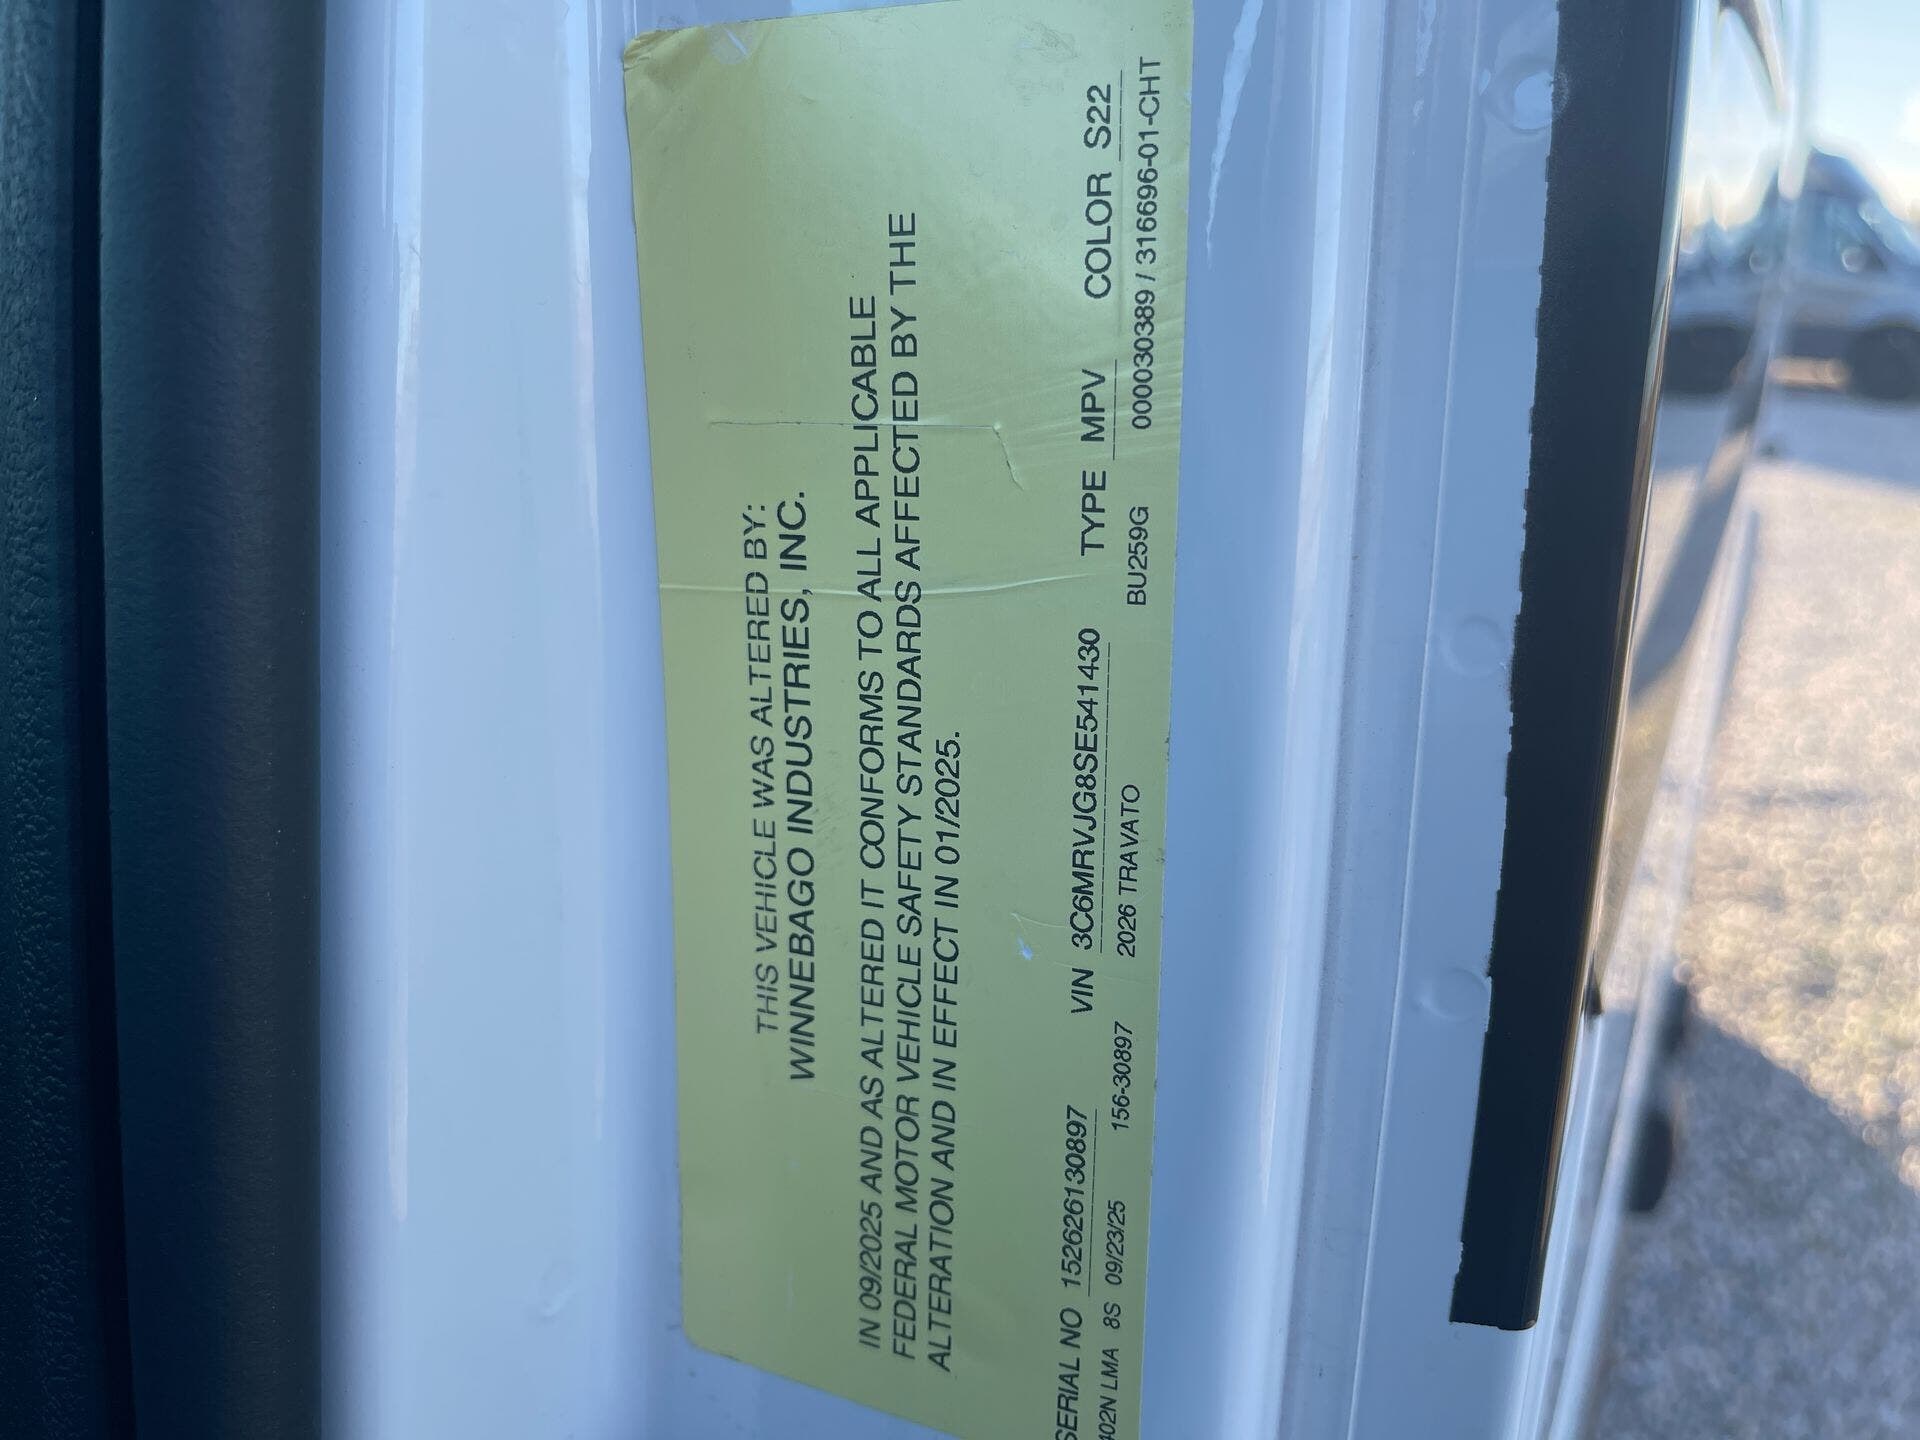 THIS VEHICLE WAS ALTERED BY:
WINNEBAGO INDUSTRIES, INC.
IN 09/2025 AND AS ALTERED IT CONFORMS TO ALL APPLICABLE
FEDERAL MOTOR VEHICLE SAFETY STANDARDS AFFECTED BY THE
ALTERATION AND IN EFFECT IN 01/2025.
SERIAL NO 152626130897 VIN 3C6MRVJG8SE541430 TYPE MPV COLOR S22
402N LMA 8S 09/23/25 156-30897 2026 TRAVATO BU259G 000030389 / 316696-01-CHT